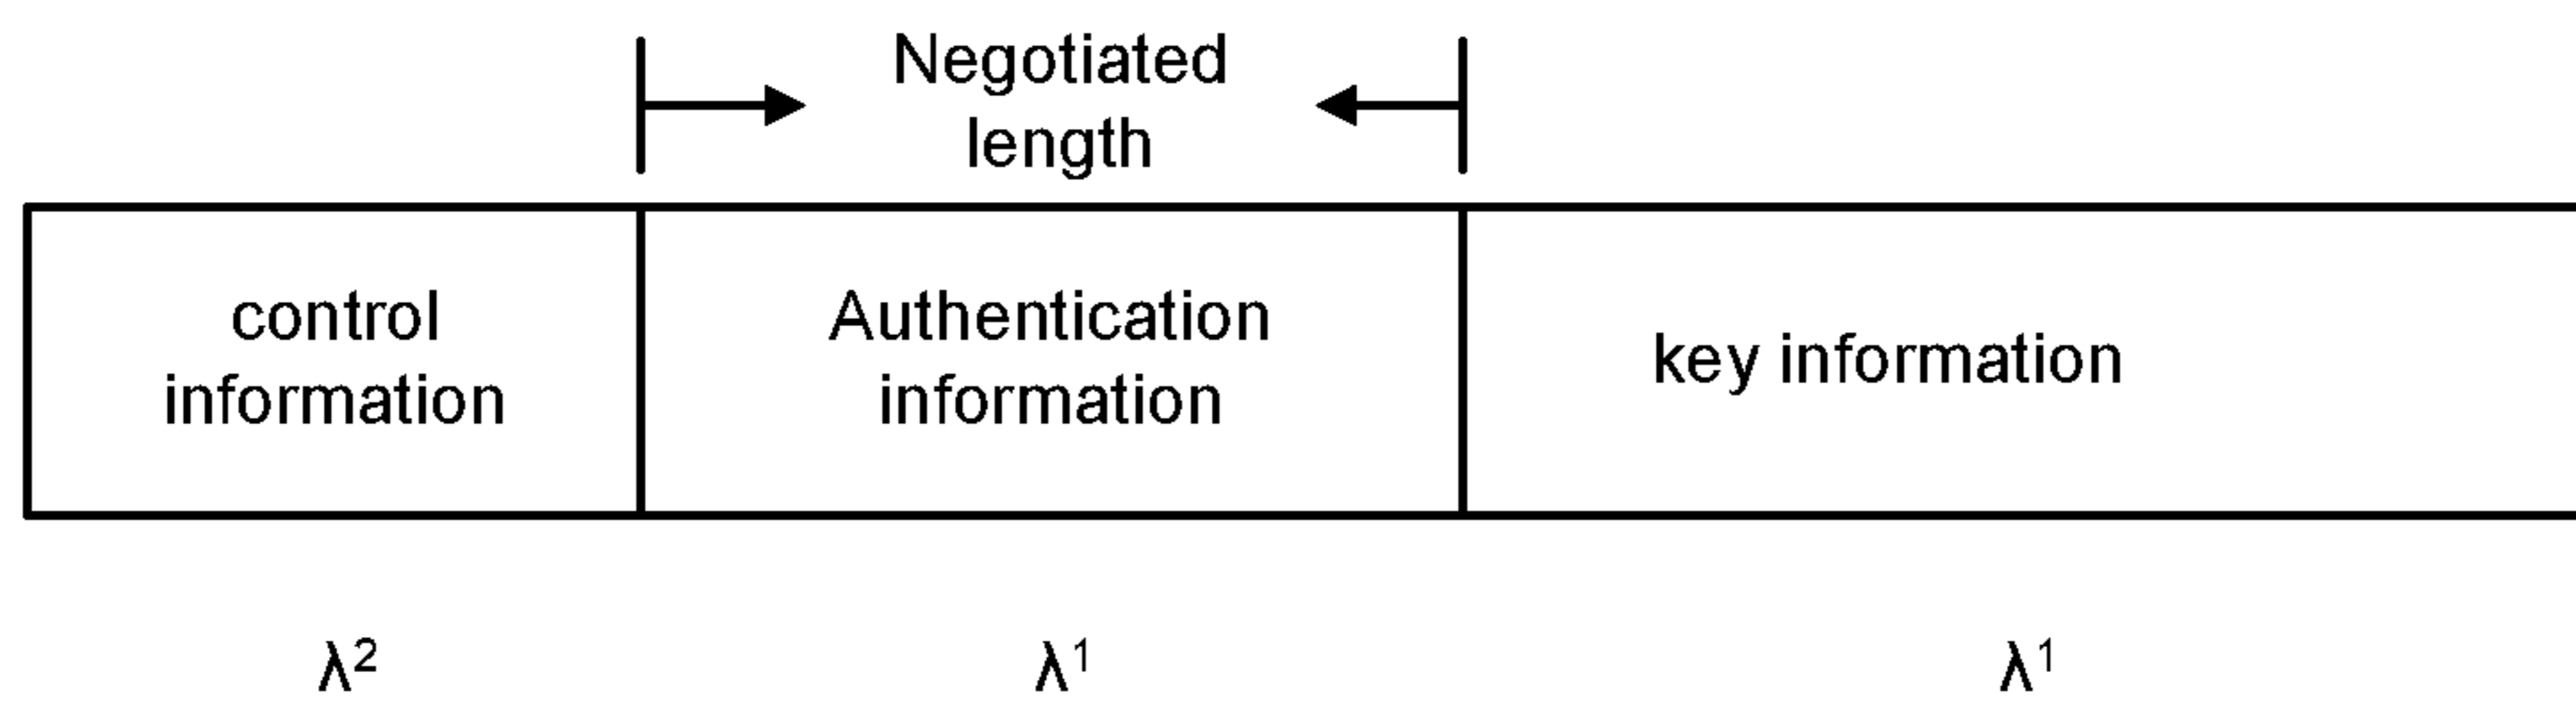 Negotiated
length
control
information
Authentication
information
key information
λ²
λ¹
λ¹